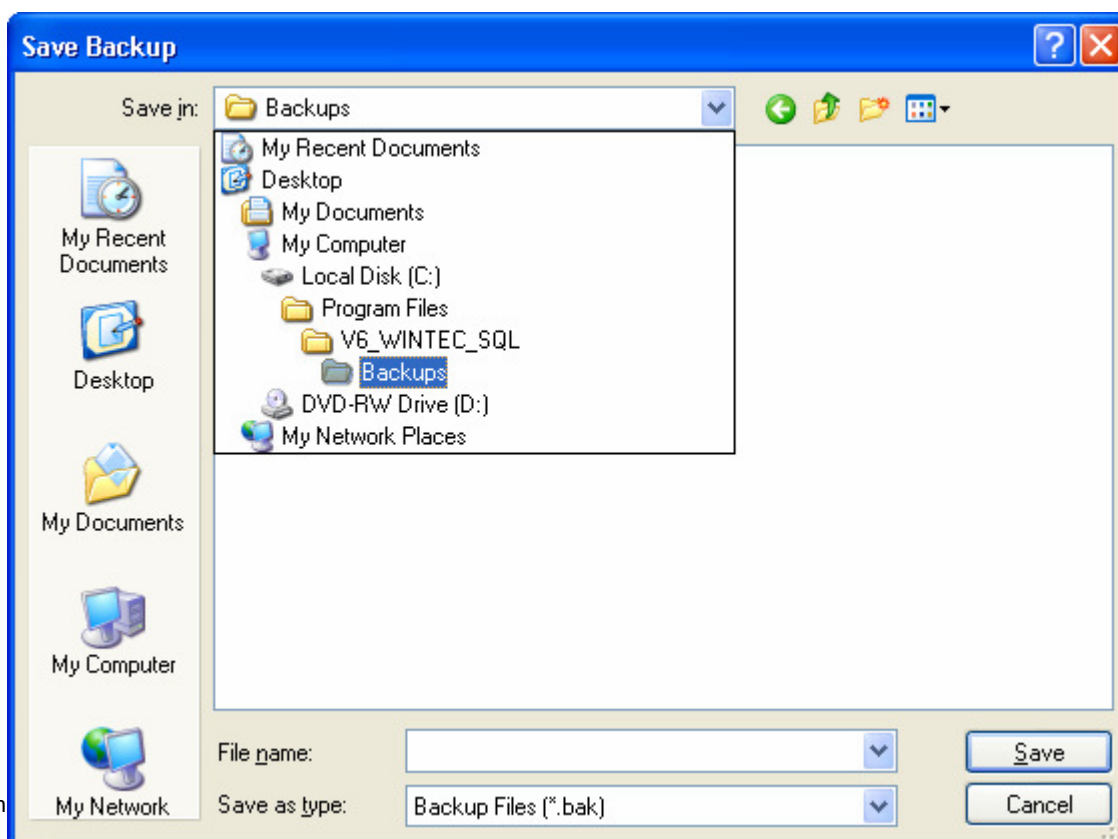 Save Backup
Save in:
Backups
My Recent Documents
Desktop
My Documents
My Computer
Local Disk (C:)
Program Files
V6_WINTEC_SQL
Backups
DVD-RW Drive (D:)
My Network Places
My Recent
Documents
Desktop
My Documents
My Computer
My Network
File name:
Save
Save as type:
Backup Files (*.bak)
Cancel